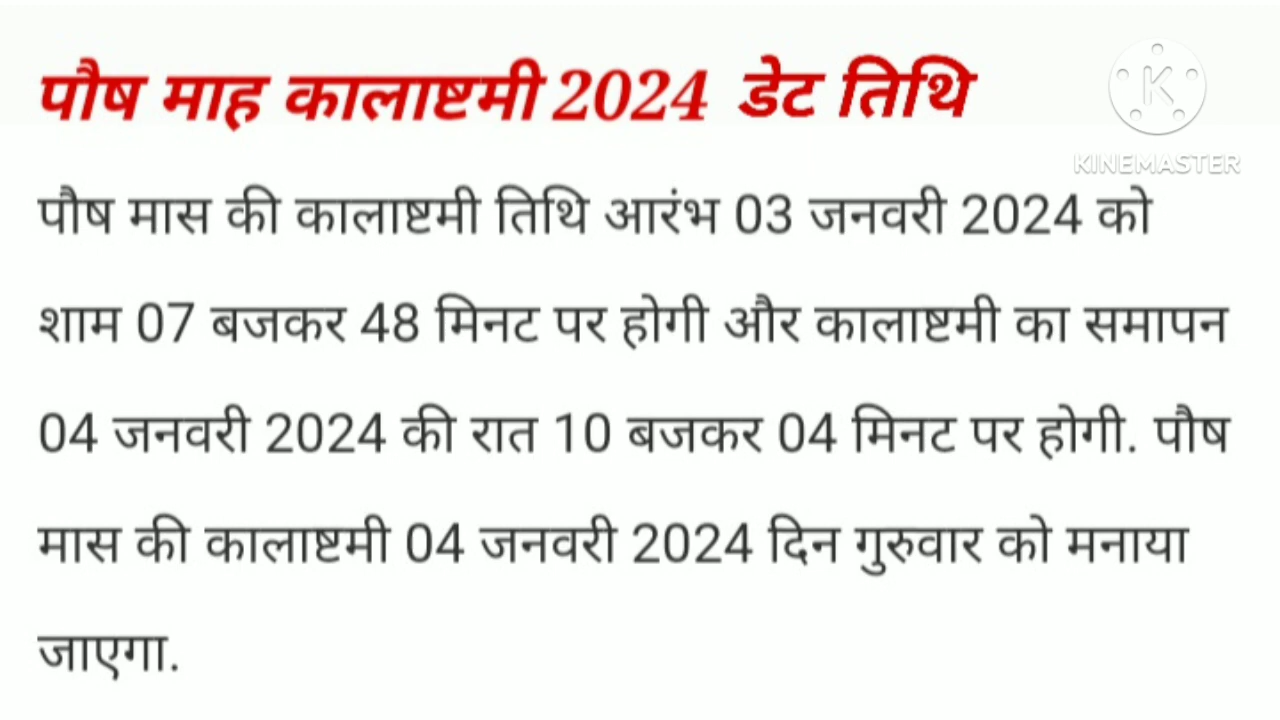 पौष माह कालाष्टमी 2024 डेट तिथि
KINEMASTER
पौष मास की कालाष्टमी तिथि आरंभ 03 जनवरी 2024 को
शाम 07 बजकर 48 मिनट पर होगी और कालाष्टमी का समापन
04 जनवरी 2024 की रात 10 बजकर 04 मिनट पर होगी. पौष
मास की कालाष्टमी 04 जनवरी 2024 दिन गुरुवार को मनाया
जाएगा.